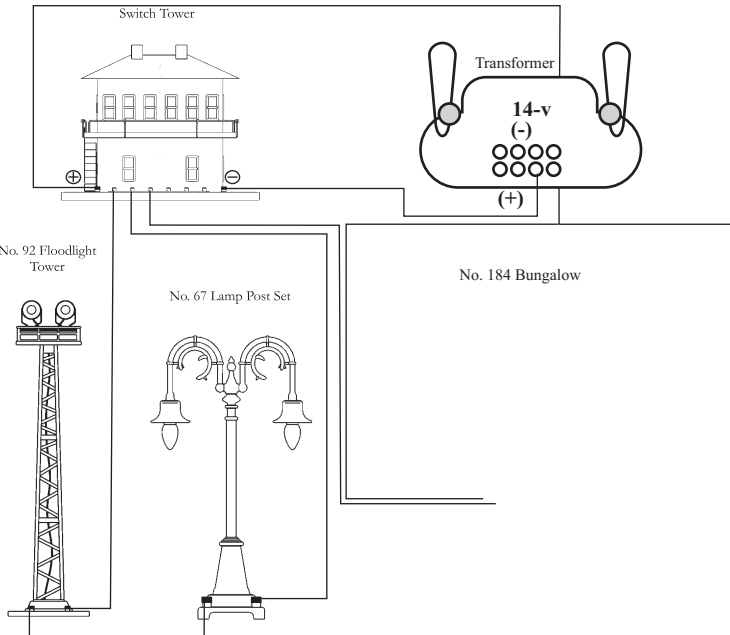 Switch Tower
Transformer
14-v
(-)
(+)
No. 92 Floodlight
Tower
No. 67 Lamp Post Set
No. 184 Bungalow